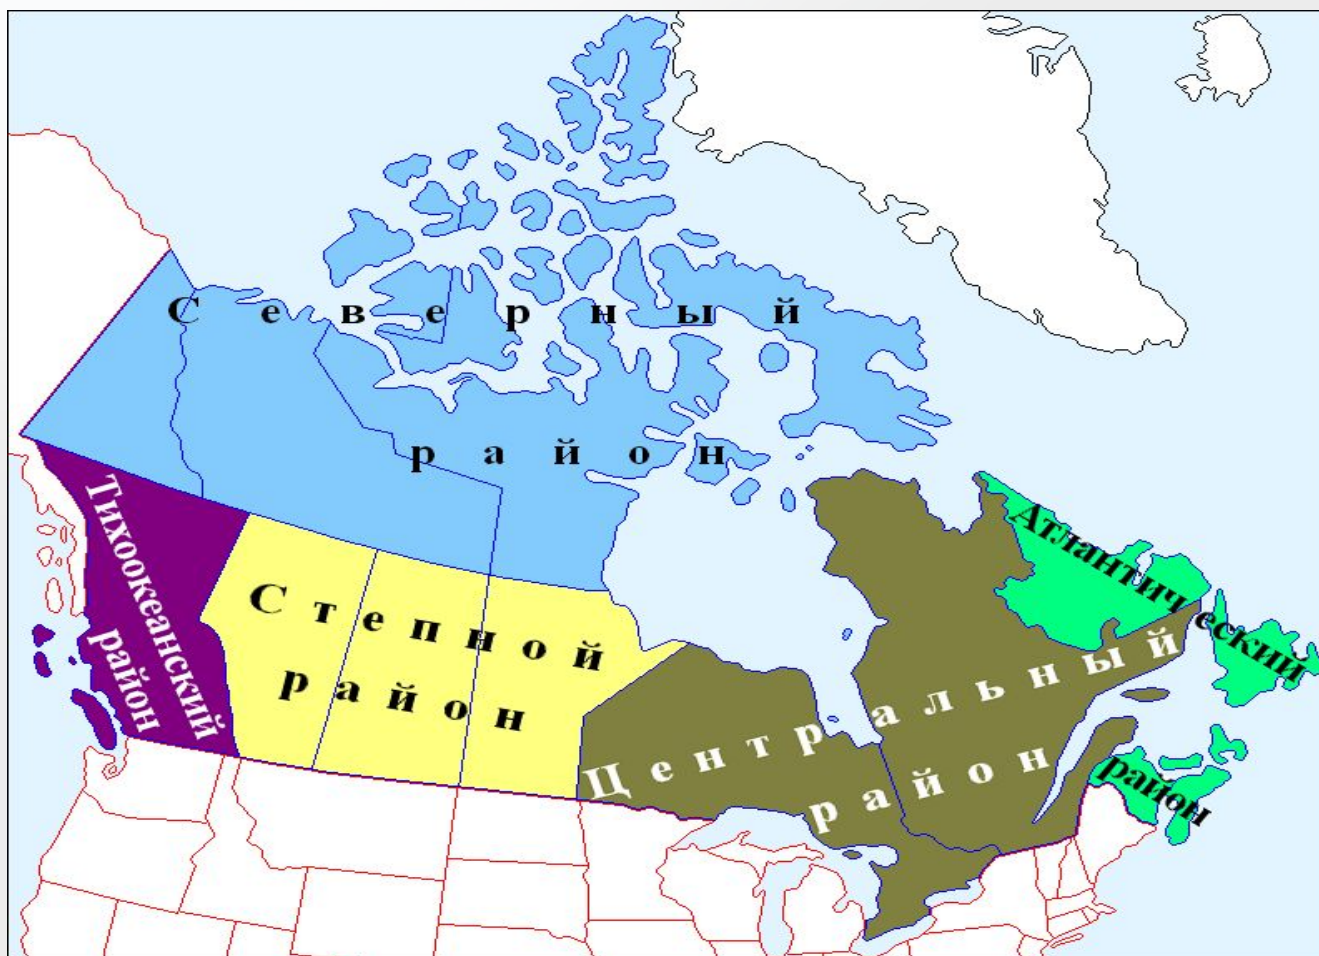 Северный
район
Тихоокеанский
район
Степной
район
Центральный
район
Атлантический
район